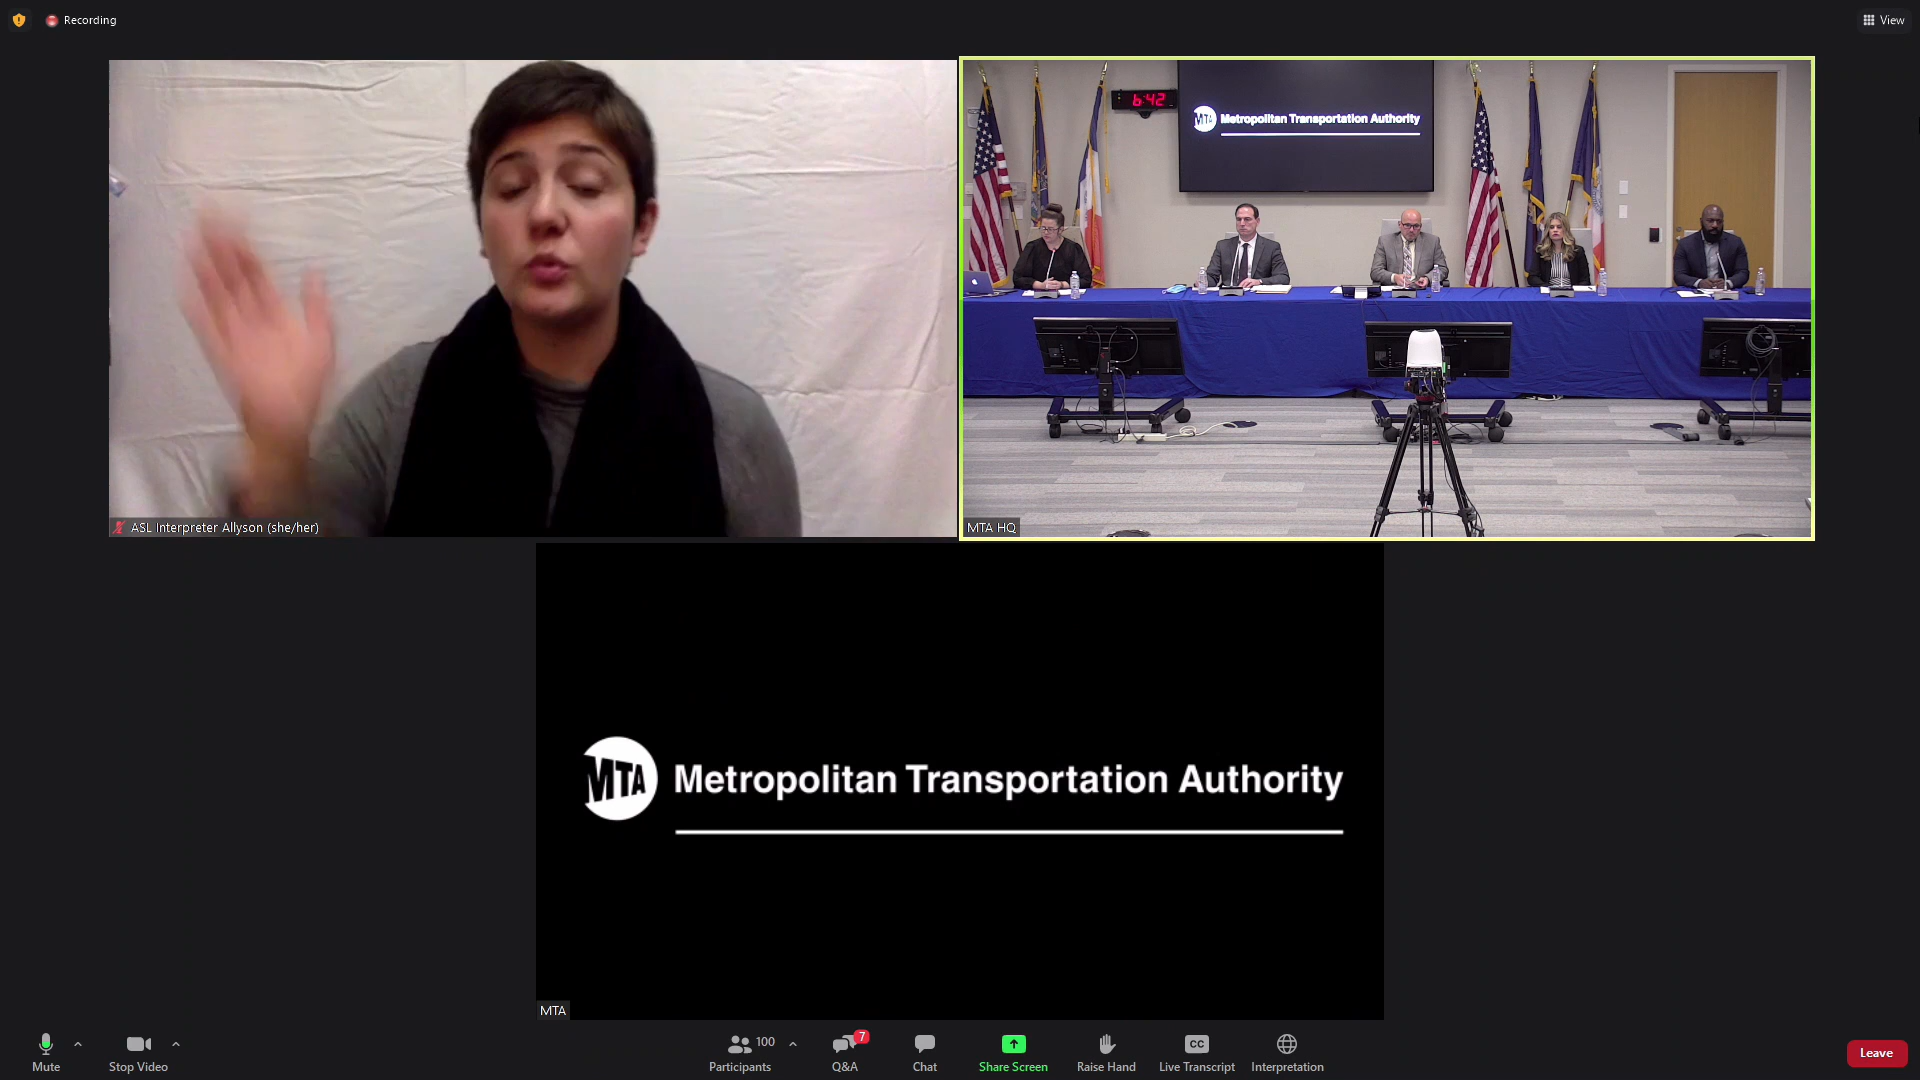 Recording
View
6:42
MTA Metropolitan Transportation Authority
ASL Interpreter Allyson (she/her)
MTA HQ
MTA Metropolitan Transportation Authority
MTA
Mute
Stop Video
100
Participants
7
Q&A
Chat
Share Screen
Raise Hand
CC
Live Transcript
Interpretation
Leave